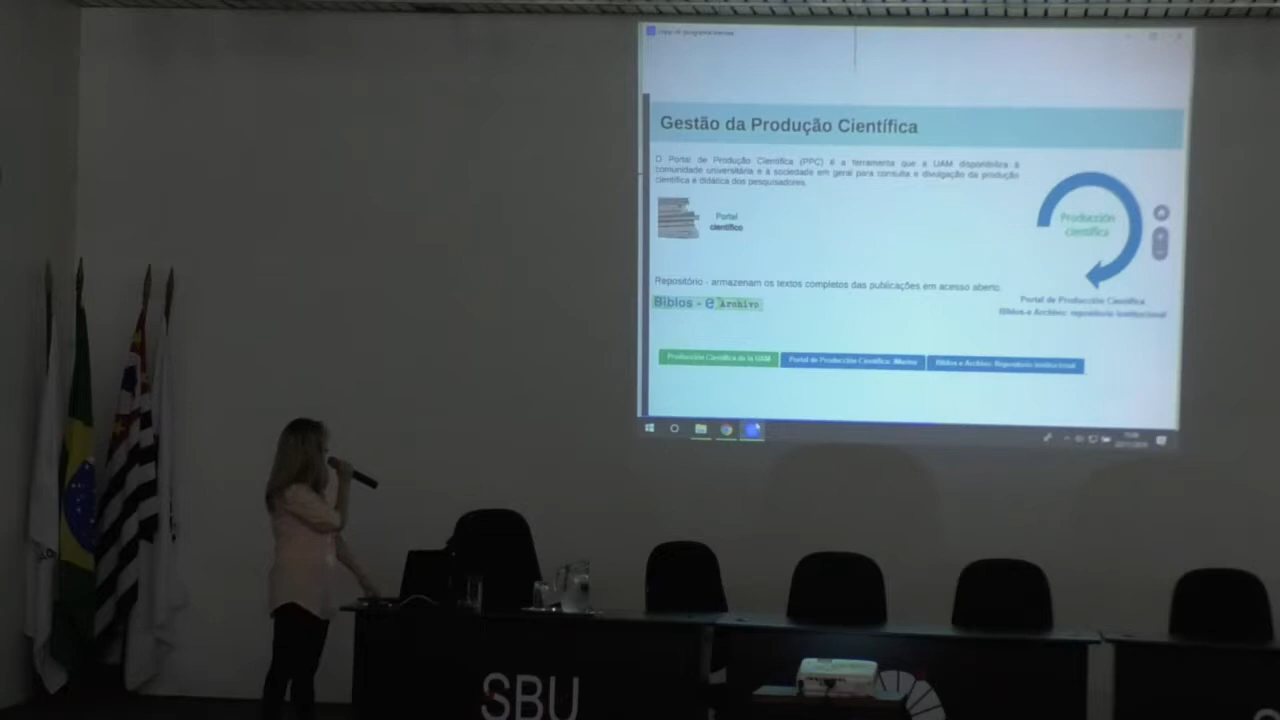 Gestão da Produção Científica
O Portal de Produção Científica (PPC) é a ferramenta que a UAM disponibiliza à
comunidade universitária e à sociedade em geral para consulta e divulgação da produção
científica e didática dos pesquisadores.
Portal
científico
Producción
científica
Repositório - armazenam os textos completos das publicações em acesso aberto.
Biblos - e Archivo
Portal de Producción Científica
Biblos-e Archivo: repositorio institucional
Producción Científica de la UAM
Portal de Producción Científica:
Biblos-e Archivo: Repositorio institucional
SBU